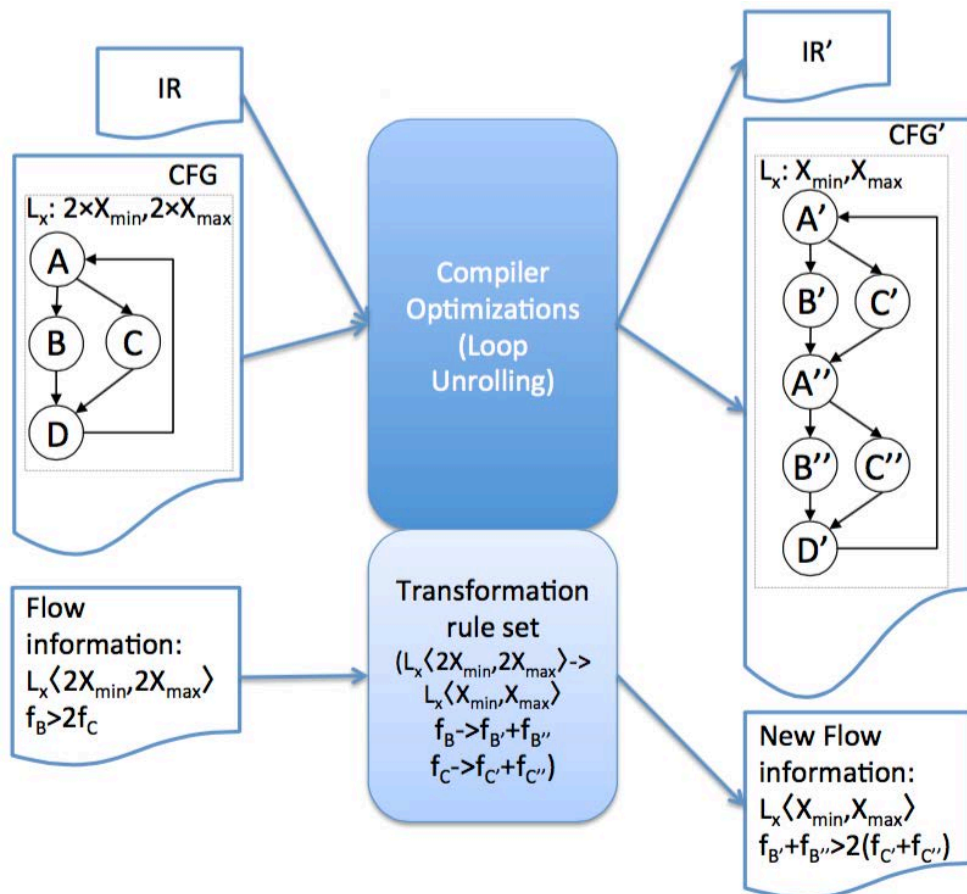 IR
IR’
CFG
Lx: 2×Xmin,2×Xmax
A
B
C
D
Compiler
Optimizations
(Loop
Unrolling)
CFG’
Lx: Xmin,Xmax
A’
B’
C’
A’’
B’’
C’’
D’
Flow
information:
Lx⟨2Xmin,2Xmax⟩
fB>2fC
Transformation
rule set
(Lx⟨2Xmin,2Xmax⟩->
Lx⟨Xmin,Xmax⟩
fB->fB’+fB’’
fC->fC’+fC’’)
New Flow
information:
Lx⟨Xmin,Xmax⟩
fB’+fB’’>2(fC’+fC’’)